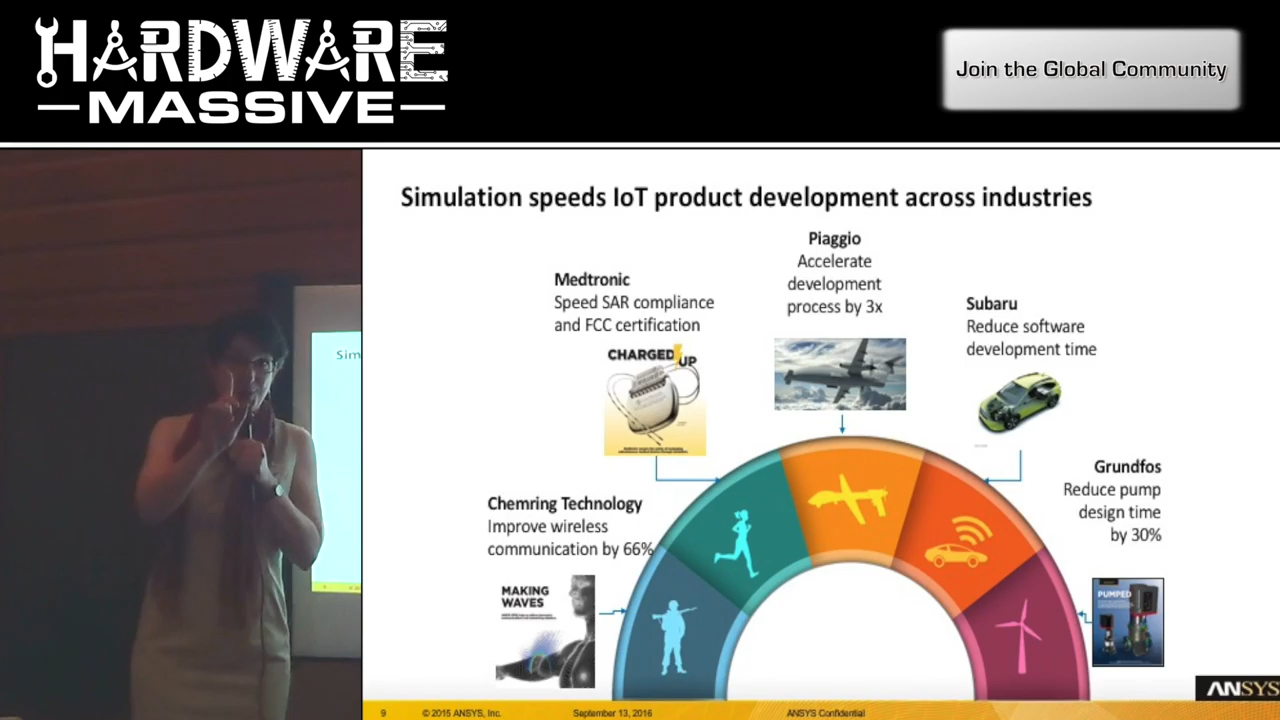 HARDWARE
MASSIVE
Join the Global Community
Sim
Simulation speeds IoT product development across industries
Piaggio
Accelerate
development
process by 3x
Medtronic
Speed SAR compliance
and FCC certification
CHARGED UP
Subaru
Reduce software
development time
Grundfos
Reduce pump
design time
by 30%
PUMPED
Chemring Technology
Improve wireless
communication by 66%
MAKING
WAVES
ANSYS
9 © 2015 ANSYS, Inc. September 13, 2016 ANSYS Confidential